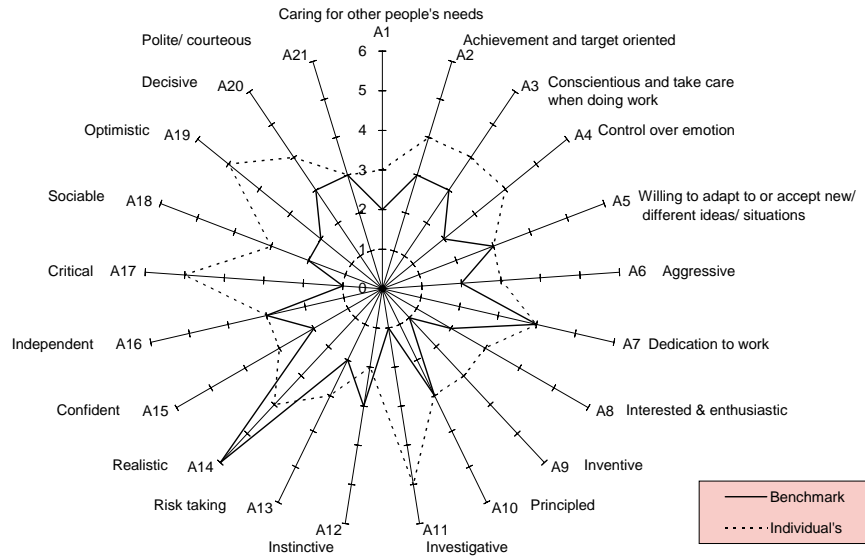 Caring for other people's needs
A1
Polite/ courteous
A21
A2
Achievement and target oriented
Decisive
A20
A3
Conscientious and take care
when doing work
Optimistic
A19
A4
Control over emotion
Sociable
A18
A5
Willing to adapt to or accept new/
different ideas/ situations
Critical
A17
A6
Aggressive
Independent
A16
A7
Dedication to work
Confident
A15
A8
Interested & enthusiastic
Realistic
A14
A9
Inventive
Risk taking
A13
A10
Principled
Instinctive
A12
A11
Investigative
6
5
4
3
2
1
0
Benchmark
Individual's